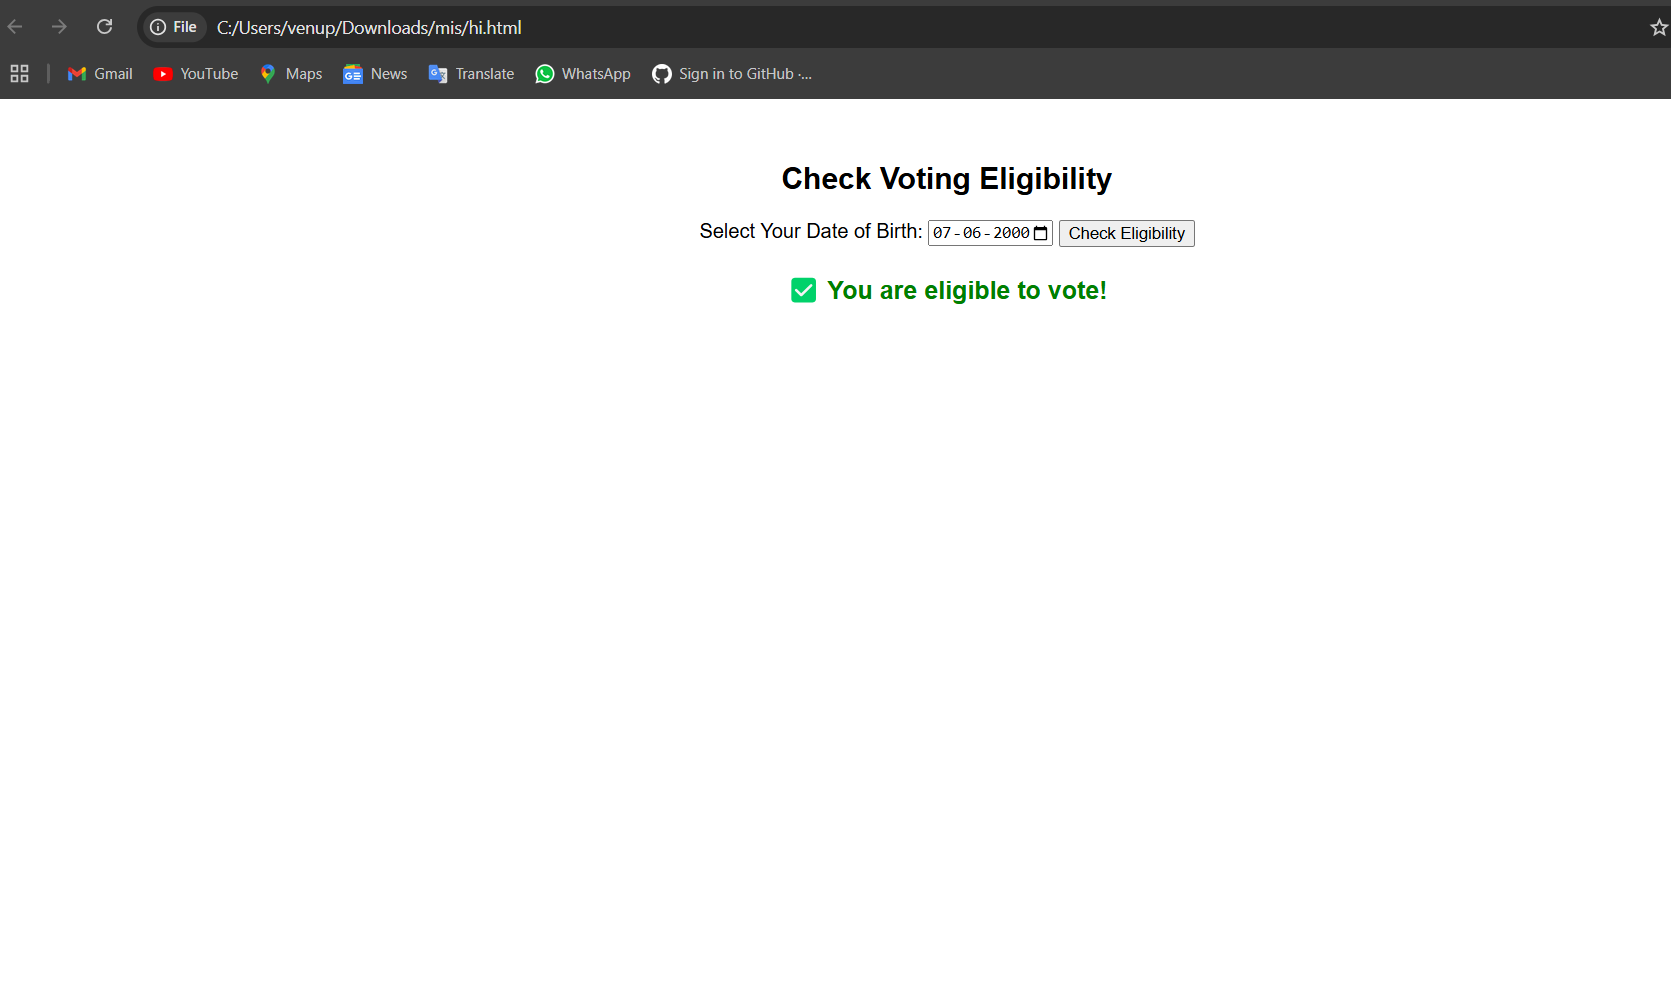 File C:/Users/venup/Downloads/mis/hi.html
Gmail YouTube Maps News Translate WhatsApp Sign in to GitHub ·...
Check Voting Eligibility
Select Your Date of Birth: 07-06-2000 Check Eligibility
You are eligible to vote!